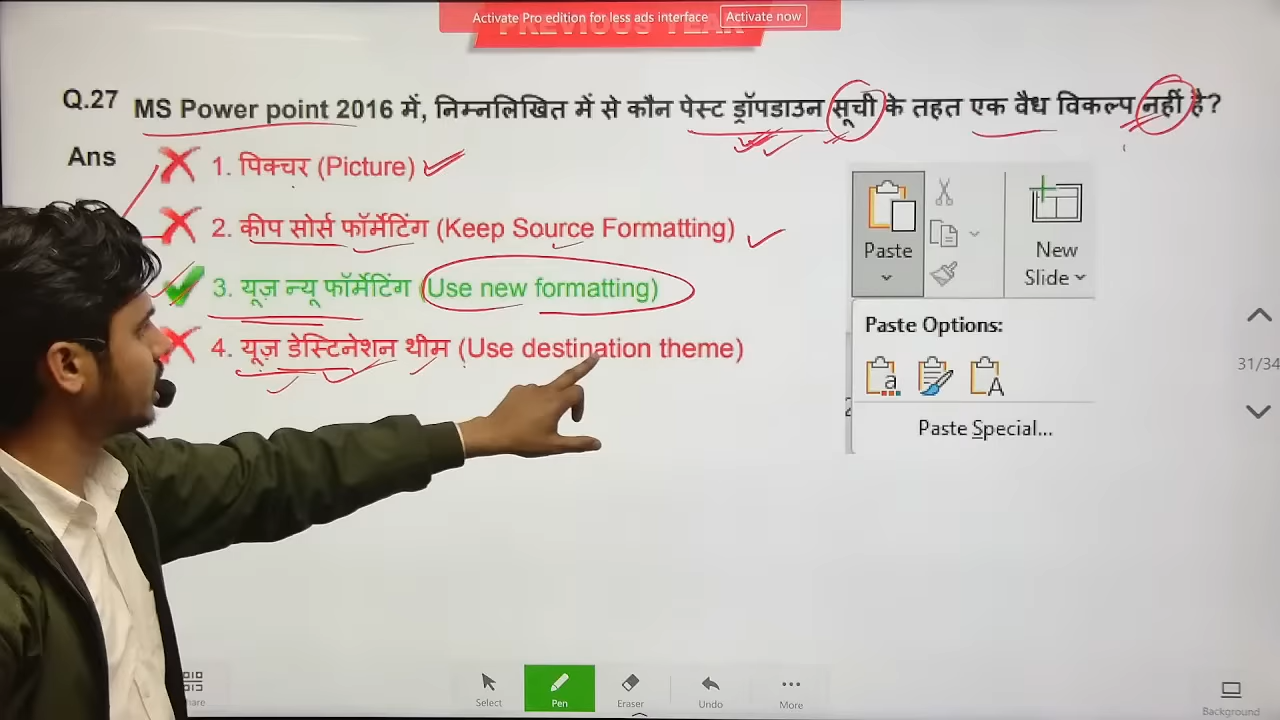 Activate Pro edition for less ads interface Activate now
PREVIOUS YEAR
Q.27 MS Power point 2016 में, निम्नलिखित में से कौन पेस्ट ड्रॉपडाउन सूची के तहत एक वैध विकल्प नहीं है?
Ans 1. पिक्चर (Picture)
2. कीप सोर्स फॉर्मेटिंग (Keep Source Formatting)
3. यूज़ न्यू फॉर्मेटिंग (Use new formatting)
4. यूज़ डेस्टिनेशन थीम (Use destination theme)
Paste
New
Slide
Paste Options:
a
A
Paste Special...
31/34
Select
Pen
Eraser
Undo
More
Background